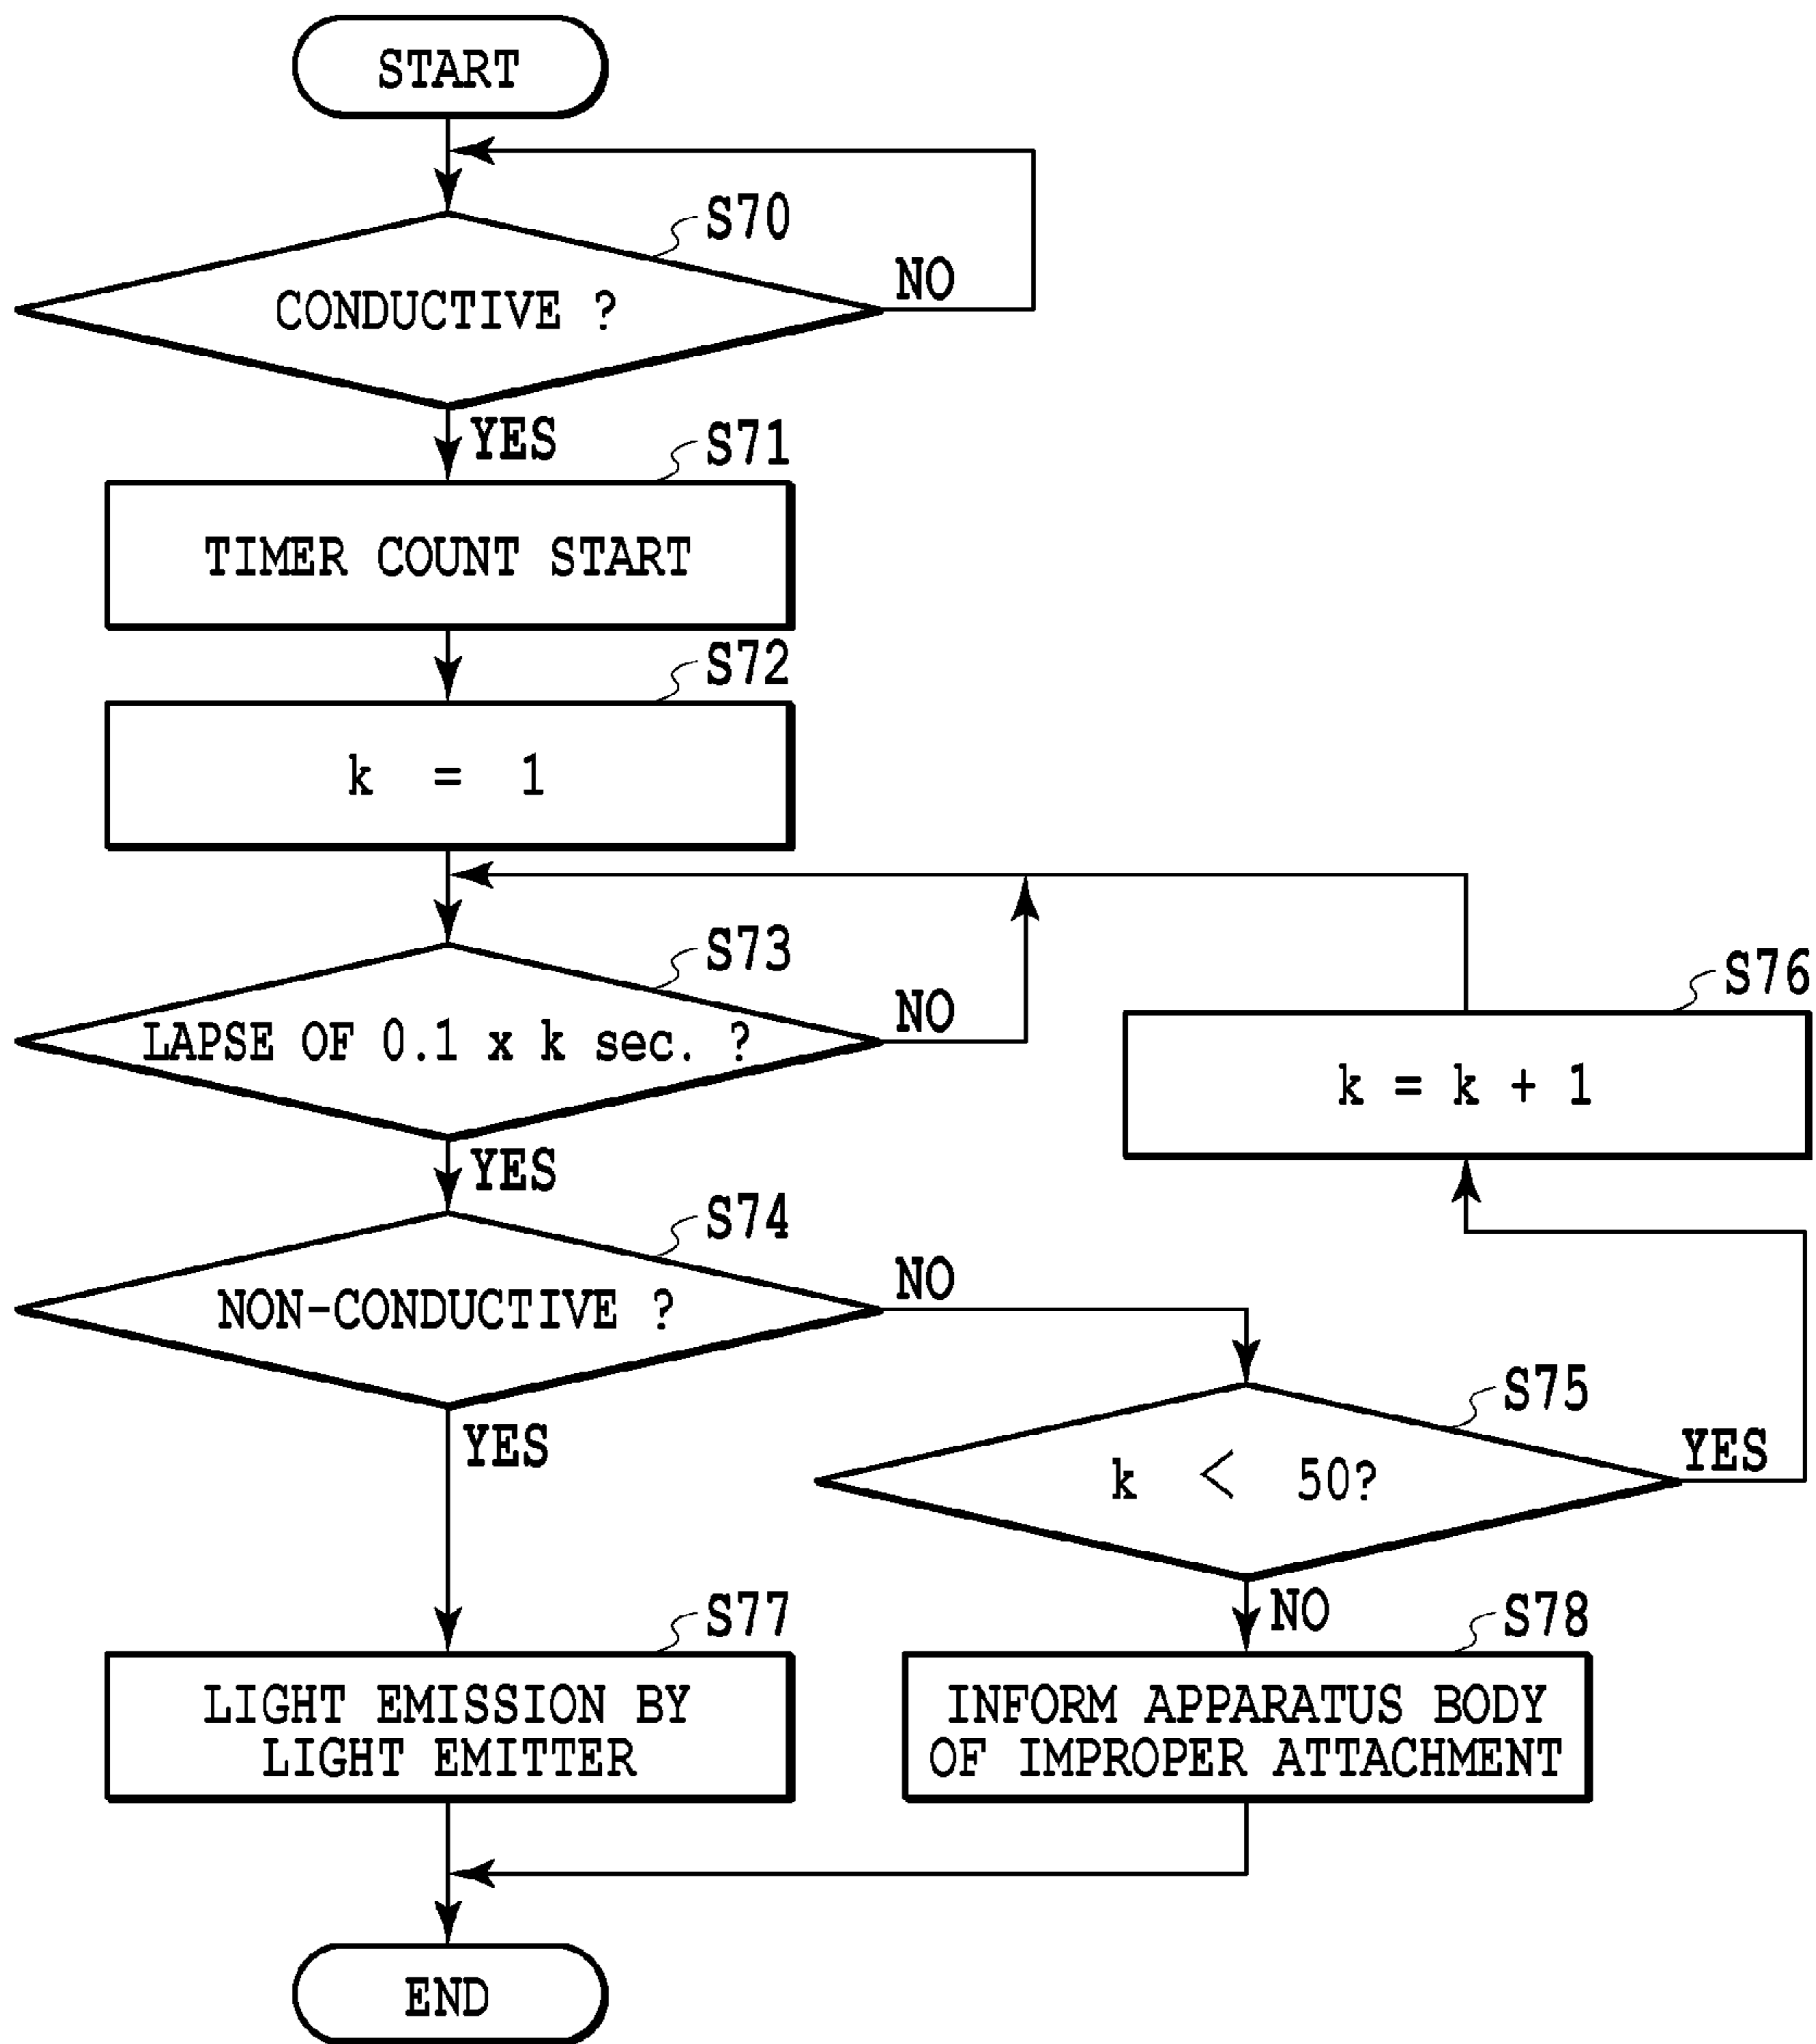 START
S70
CONDUCTIVE ?
NO
YES
S71
TIMER COUNT START
S72
k = 1
S73
LAPSE OF 0.1 x k sec. ?
NO
S76
k = k + 1
YES
S74
NON-CONDUCTIVE ?
NO
S75
k < 50?
YES
YES
NO
S77
LIGHT EMISSION BY
LIGHT EMITTER
S78
INFORM APPARATUS BODY
OF IMPROPER ATTACHMENT
END